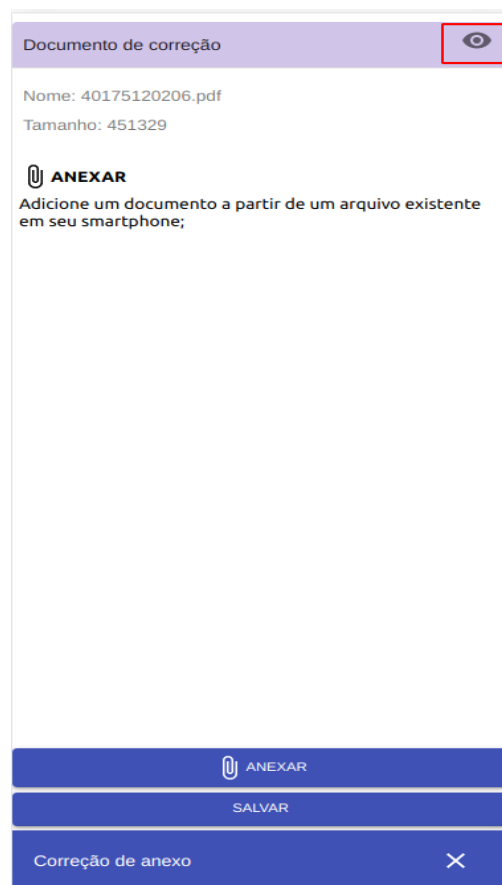 Documento de correção
Nome: 40175120206.pdf
Tamanho: 451329
ANEXAR
Adicione um documento a partir de um arquivo existente
em seu smartphone;
ANEXAR
SALVAR
Correção de anexo